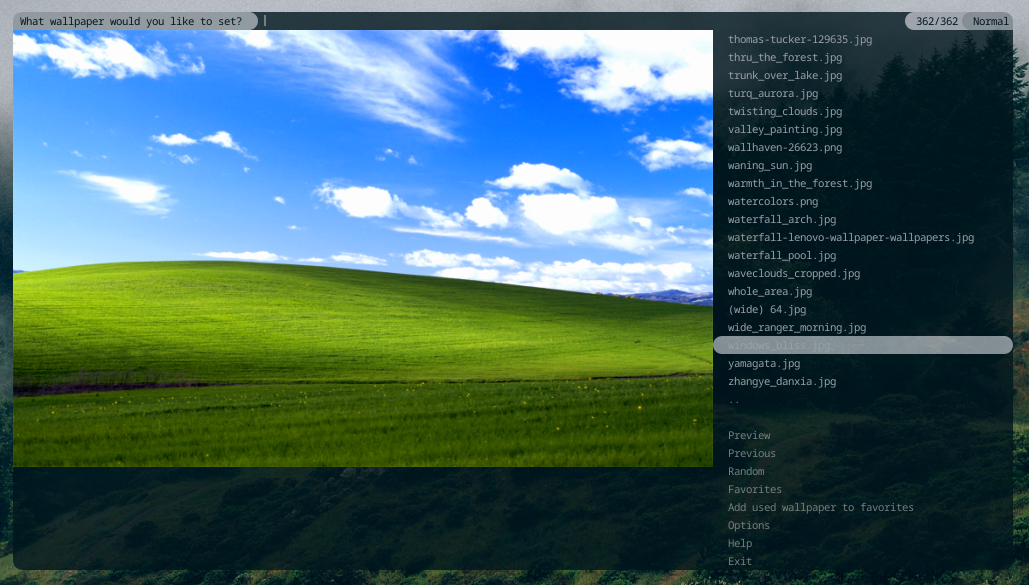 What wallpaper would you like to set?
362/362 Normal
thomas-tucker-129635.jpg
thru_the_forest.jpg
trunk_over_lake.jpg
turq_aurora.jpg
twisting_clouds.jpg
valley_painting.jpg
wallhaven-26623.png
waning_sun.jpg
warmth_in_the_forest.jpg
watercolors.png
waterfall_arch.jpg
waterfall-lenovo-wallpaper-wallpapers.jpg
waterfall_pool.jpg
waveclouds_cropped.jpg
whole_area.jpg
(wide) 64.jpg
wide_ranger_morning.jpg
windows_bliss.jpg
yamagata.jpg
zhangye_danxia.jpg
..
Preview
Previous
Random
Favorites
Add used wallpaper to favorites
Options
Help
Exit